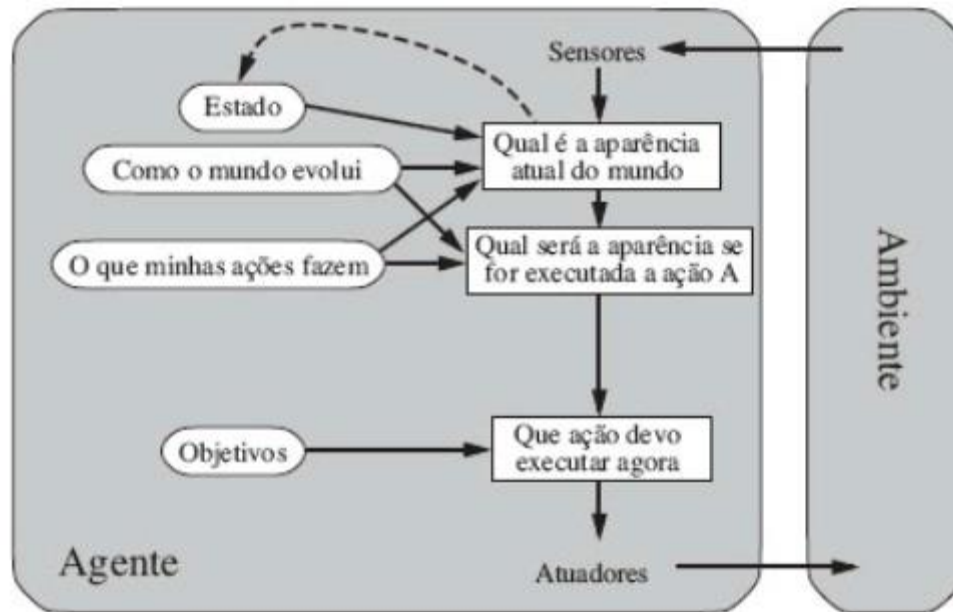 Sensores
Estado
Qual é a aparência
atual do mundo
Como o mundo evolui
Qual será a aparência se
for executada a ação A
O que minhas ações fazem
Que ação devo
executar agora
Objetivos
Agente
Atuadores
Ambiente